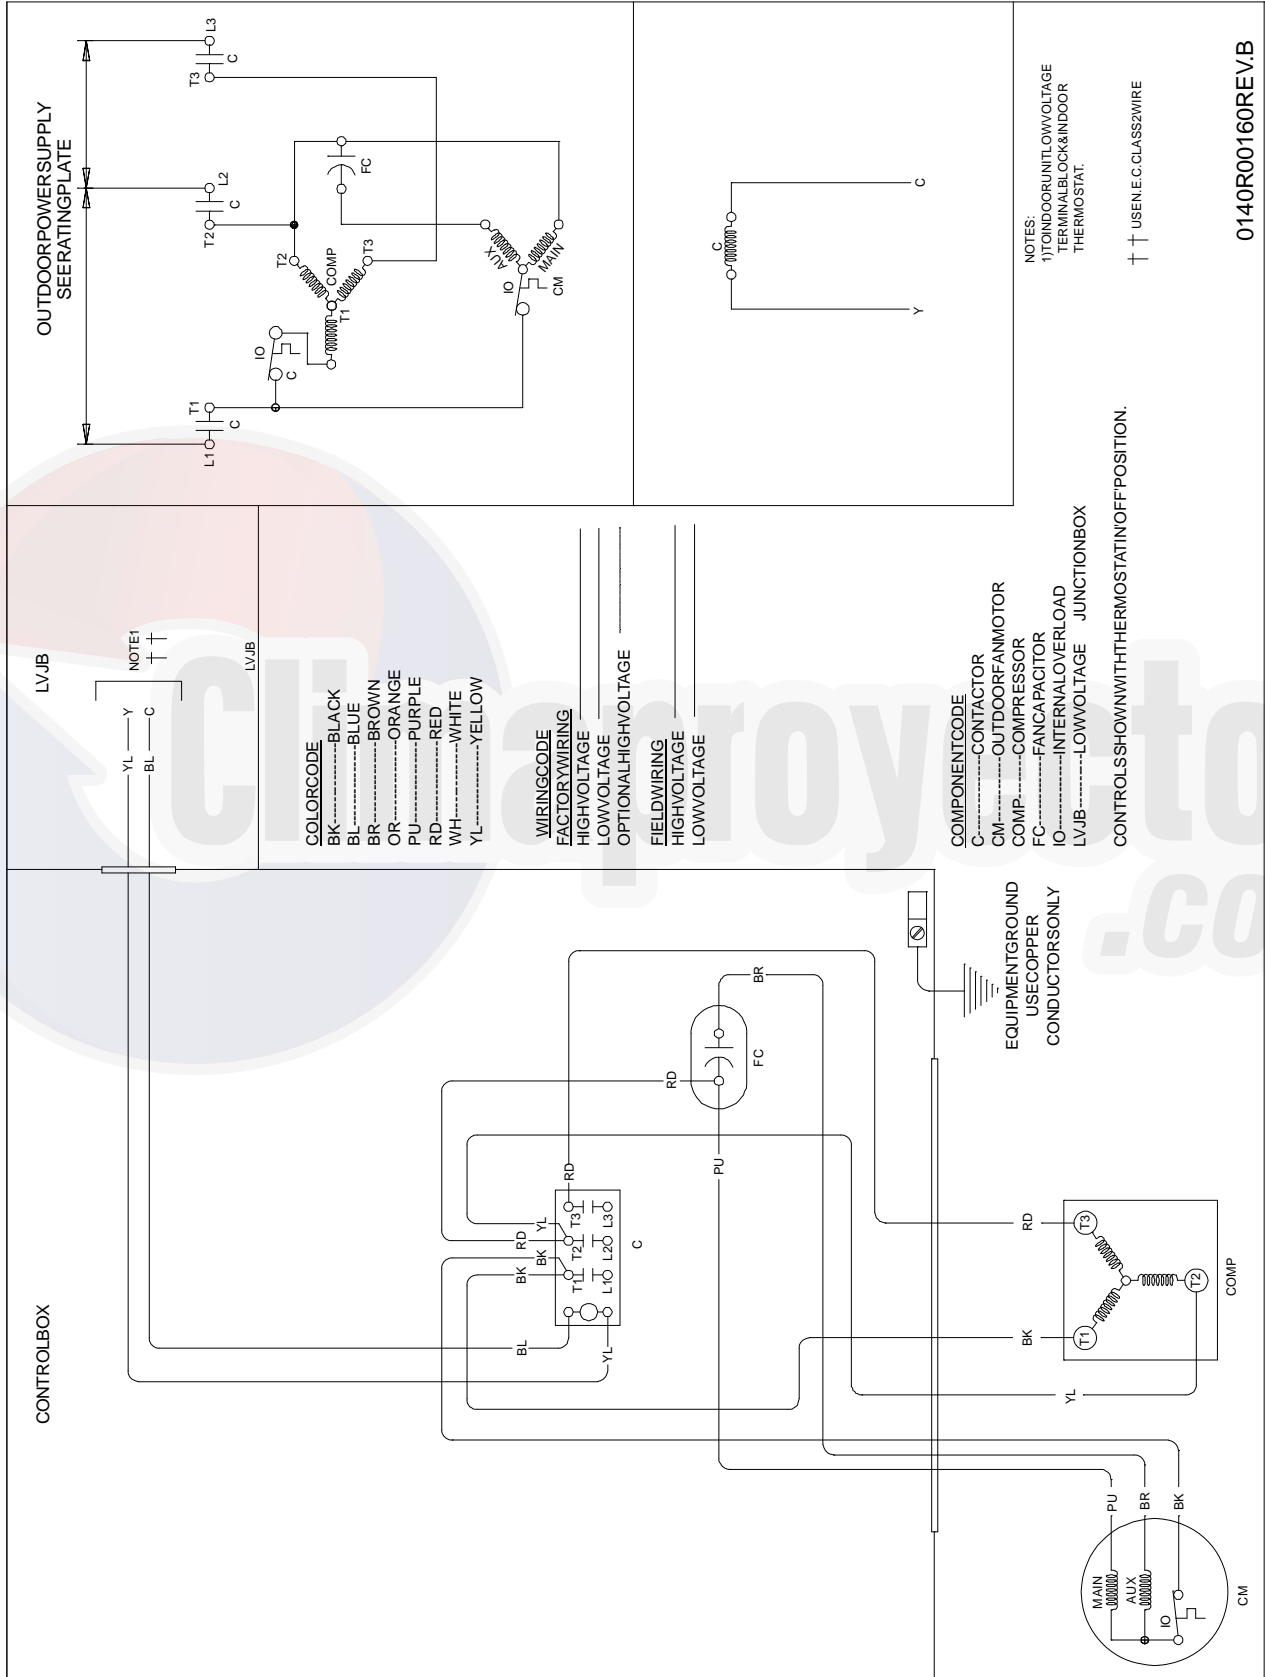 CONTROLBOX
YL
Y
BL
C
LVJB
NOTE1
LVJB
BL
YL
BK
BK
RD
YL
RD
T1
T2
T3
L1
L2
L3
C
RD
PU
BR
FC
COLORCODE
BK----------BLACK
BL----------BLUE
BR----------BROWN
OR----------ORANGE
PU----------PURPLE
RD----------RED
WH----------WHITE
YL----------YELLOW
WIRINGCODE
FACTORYWIRING
HIGHVOLTAGE
LOWVOLTAGE
OPTIONALHIGHVOLTAGE
FIELDWIRING
HIGHVOLTAGE
LOWVOLTAGE
COMPONENTCODE
C----------CONTACTOR
CM----------OUTDOORFANMOTOR
COMP----------COMPRESSOR
FC----------FANCAPACITOR
IO----------INTERNALOVERLOAD
LVJB----------LOWVOLTAGE JUNCTIONBOX
CONTROLSSHOWNWITHTHERMOSTATIN'OFF'POSITION.
EQUIPMENTGROUND
USECOPPER
CONDUCTORSONLY
PU
BR
BK
MAIN
AUX
IO
CM
BK
YL
RD
T1
T2
T3
COMP
OUTDOORPOWERSUPPLY
SEERATINGPLATE
L1
T1
C
T2
L2
C
T3
L3
C
IO
C
T2
COMP
T1
T3
FC
IO
AUX
MAIN
CM
C
Y
C
NOTES:
1)TOINDOORUNITLOWVOLTAGE
TERMINALBLOCK&INDOOR
THERMOSTAT.
†† USEN.E.C.CLASS2WIRE
0140R00160REV.B
Climaproyecto
.co